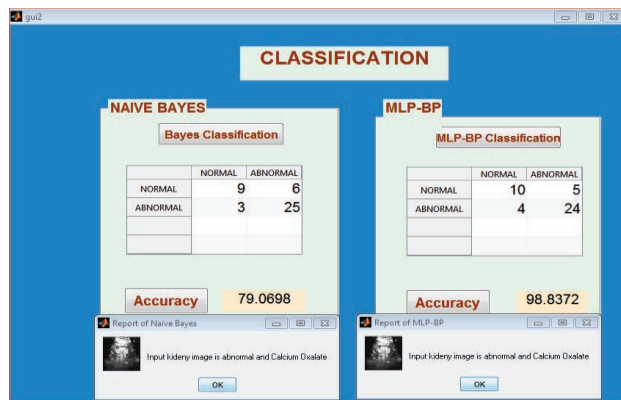 gui2
CLASSIFICATION
NAIVE BAYES
Bayes Classification
NORMAL ABNORMAL
NORMAL 9 6
ABNORMAL 3 25
Accuracy 79.0698
Report of Naive Bayes
Input kideny image is abnormal and Calcium Oxalate
OK
MLP-BP
MLP-BP Classification
NORMAL ABNORMAL
NORMAL 10 5
ABNORMAL 4 24
Accuracy 98.8372
Report of MLP-BP
Input kideny image is abnormal and Calcium Oxalate
OK